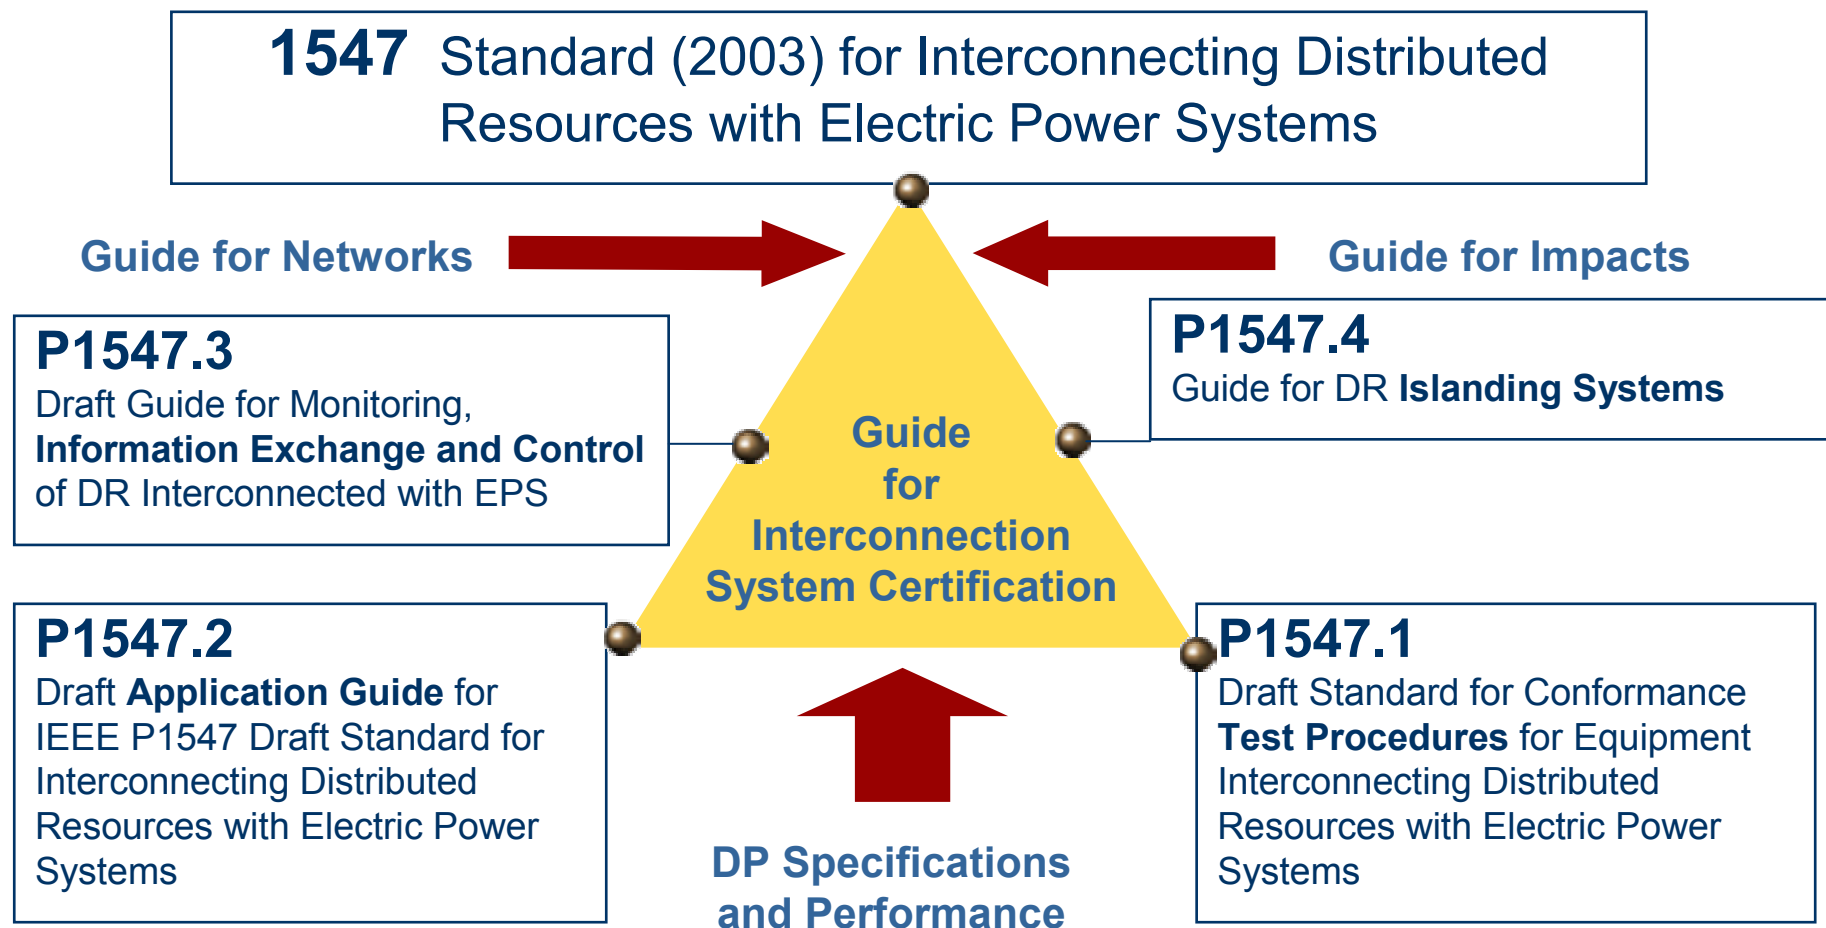 1547 Standard (2003) for Interconnecting Distributed
Resources with Electric Power Systems
Guide for Networks
Guide for Impacts
P1547.3
Draft Guide for Monitoring,
Information Exchange and Control
of DR Interconnected with EPS
P1547.4
Guide for DR Islanding Systems
Guide
for
Interconnection
System Certification
P1547.2
Draft Application Guide for
IEEE P1547 Draft Standard for
Interconnecting Distributed
Resources with Electric Power
Systems
P1547.1
Draft Standard for Conformance
Test Procedures for Equipment
Interconnecting Distributed
Resources with Electric Power
Systems
DP Specifications
and Performance